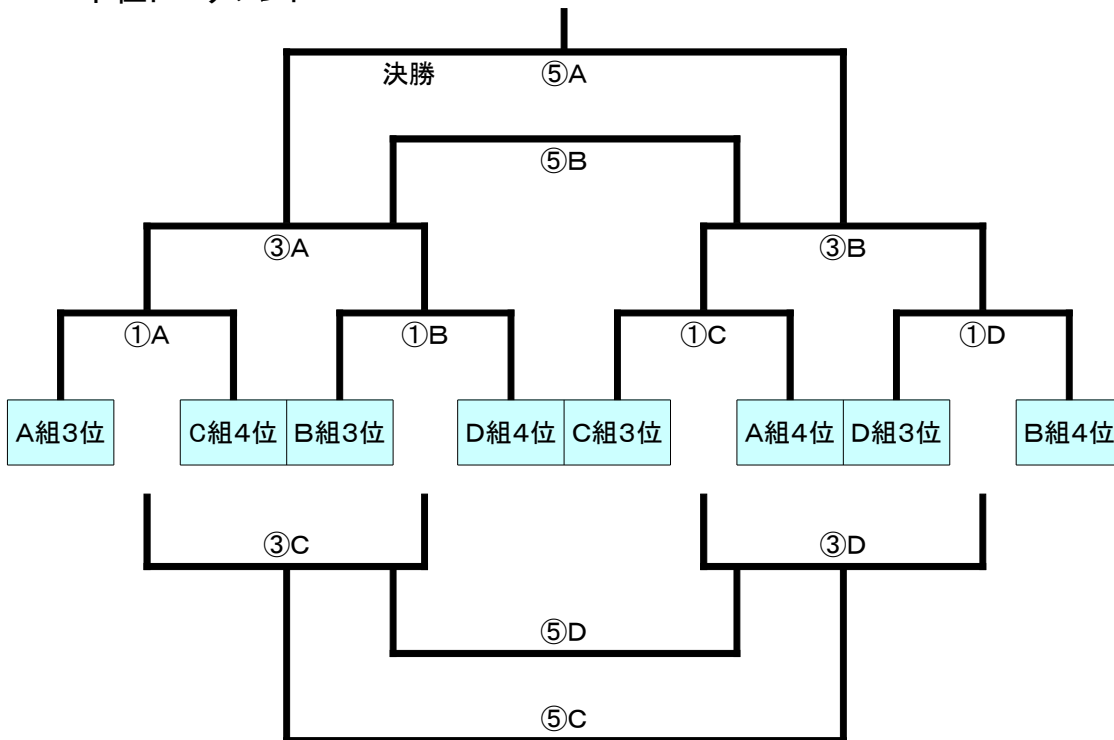 決勝 ⑤A
⑤B
③A ③B
①A ①B ①C ①D
A組3位 C組4位 B組3位 D組4位 C組3位 A組4位 D組3位 B組4位
③C ③D
⑤D
⑤C